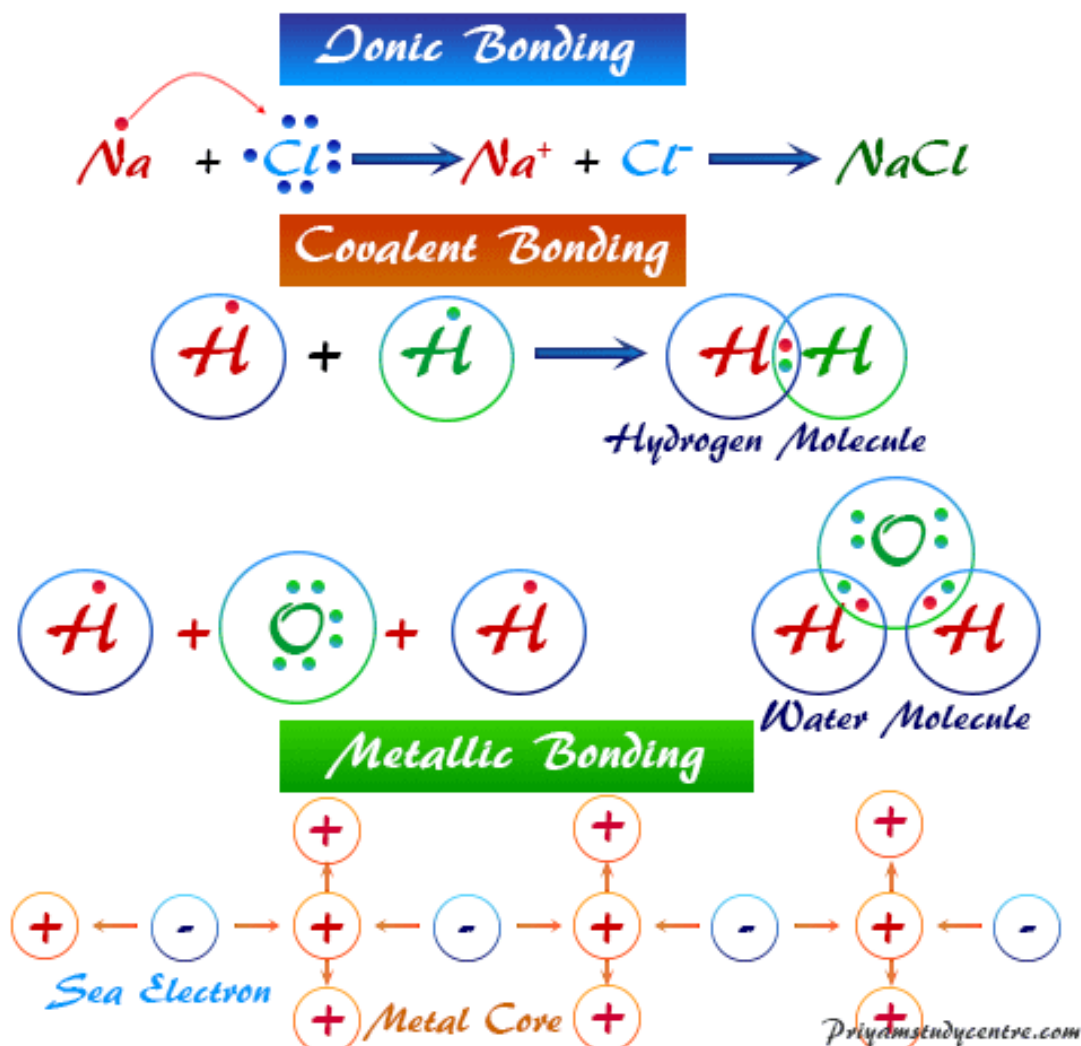 Ionic Bonding
Na + Cl Na⁺ + Cl⁻ NaCl
Covalent Bonding
H + H H H
Hydrogen Molecule
O
H + O + H H H
Water Molecule
Metallic Bonding
+ + +
+ - + - + - + -
Sea Electron
+ Metal Core + +
Priyamstudycentre.com